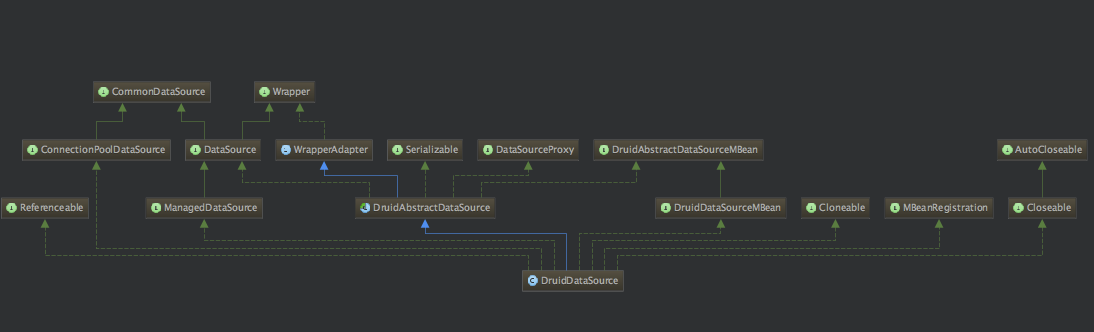 CommonDataSource Wrapper
ConnectionPoolDataSource DataSource WrapperAdapter Serializable DataSourceProxy DruidAbstractDataSourceMBean AutoCloseable
Referenceable ManagedDataSource DruidAbstractDataSource DruidDataSourceMBean Cloneable MBeanRegistration Closeable
DruidDataSource